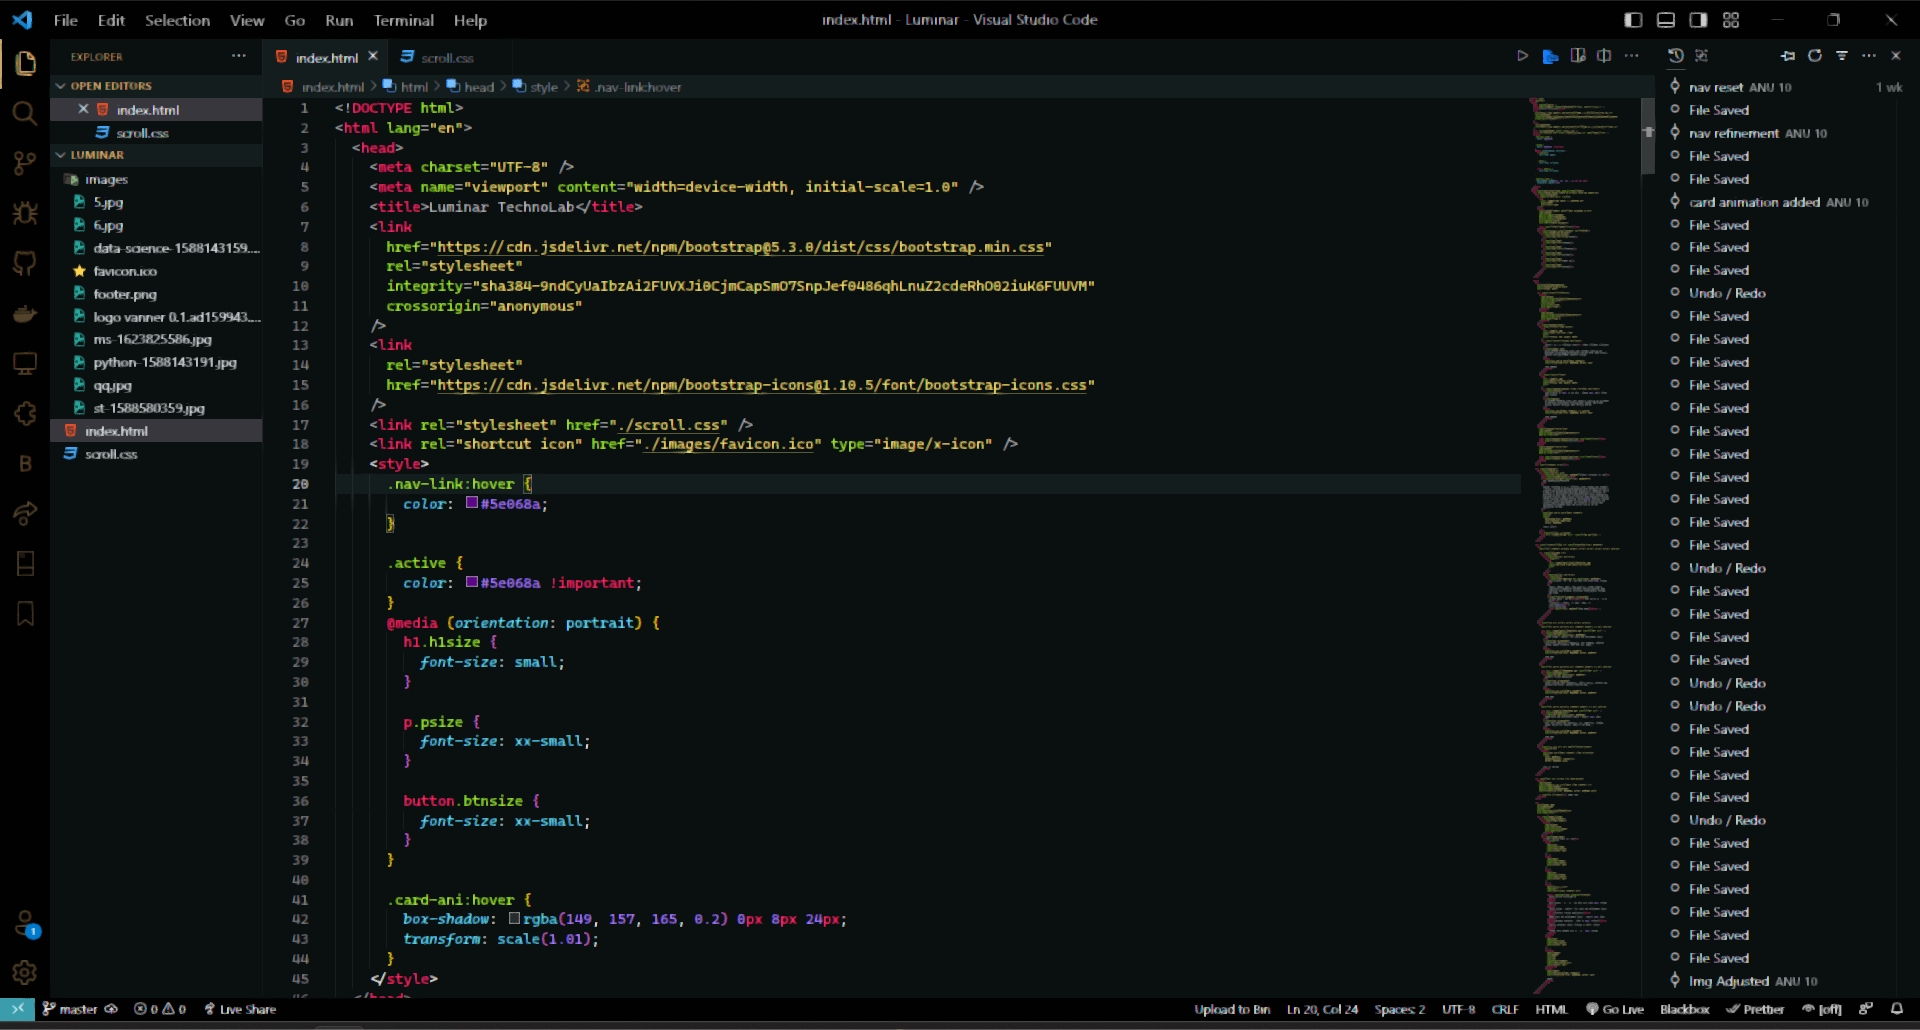 File Edit Selection View Go Run Terminal Help
index.html - Luminar - Visual Studio Code
EXPLORER
OPEN EDITORS
index.html
scroll.css
LUMINAR
images
5.jpg
6.jpg
data-science-1588143159....
favicon.ico
footer.png
logo vanner 0.1.ad159943....
ms-1623825586.jpg
python-1588143191.jpg
qq.jpg
st-1588580359.jpg
index.html
scroll.css
B
1
index.html scroll.css
index.html > html > head > style > .nav-link:hover
1 <!DOCTYPE html>
2 <html lang="en">
3 <head>
4 <meta charset="UTF-8" />
5 <meta name="viewport" content="width=device-width, initial-scale=1.0" />
6 <title>Luminar TechnoLab</title>
7 <link
8 href="https://cdn.jsdelivr.net/npm/bootstrap@5.3.0/dist/css/bootstrap.min.css"
9 rel="stylesheet"
10 integrity="sha384-9ndCyUaIbzAi2FUVXJi0CjmCapSmO7SnpJef0486qhLnuZ2cdeRhO02iuK6FUUVM"
11 crossorigin="anonymous"
12 />
13 <link
14 rel="stylesheet"
15 href="https://cdn.jsdelivr.net/npm/bootstrap-icons@1.10.5/font/bootstrap-icons.css"
16 />
17 <link rel="stylesheet" href="./scroll.css" />
18 <link rel="shortcut icon" href="./images/favicon.ico" type="image/x-icon" />
19 <style>
20 .nav-link:hover {
21 color: #5e068a;
22 }
23
24 .active {
25 color: #5e068a !important;
26 }
27 @media (orientation: portrait) {
28 h1.h1size {
29 font-size: small;
30 }
31
32 p.psize {
33 font-size: xx-small;
34 }
35
36 button.btnsize {
37 font-size: xx-small;
38 }
39 }
40
41 .card-ani:hover {
42 box-shadow: rgba(149, 157, 165, 0.2) 0px 8px 24px;
43 transform: scale(1.01);
44 }
45 </style>
46 </head>
nav reset ANU 10 1 wk
File Saved
nav refinement ANU 10
File Saved
File Saved
card animation added ANU 10
File Saved
File Saved
File Saved
Undo / Redo
File Saved
File Saved
File Saved
File Saved
File Saved
File Saved
File Saved
File Saved
File Saved
File Saved
File Saved
Undo / Redo
File Saved
File Saved
File Saved
File Saved
Undo / Redo
Undo / Redo
File Saved
File Saved
File Saved
File Saved
Undo / Redo
File Saved
File Saved
File Saved
File Saved
File Saved
File Saved
Img Adjusted ANU 10
master 0 0 Live Share
Upload to Bin Ln 20, Col 24 Spaces: 2 UTF-8 CRLF HTML Go Live Blackbox Prettier [off]